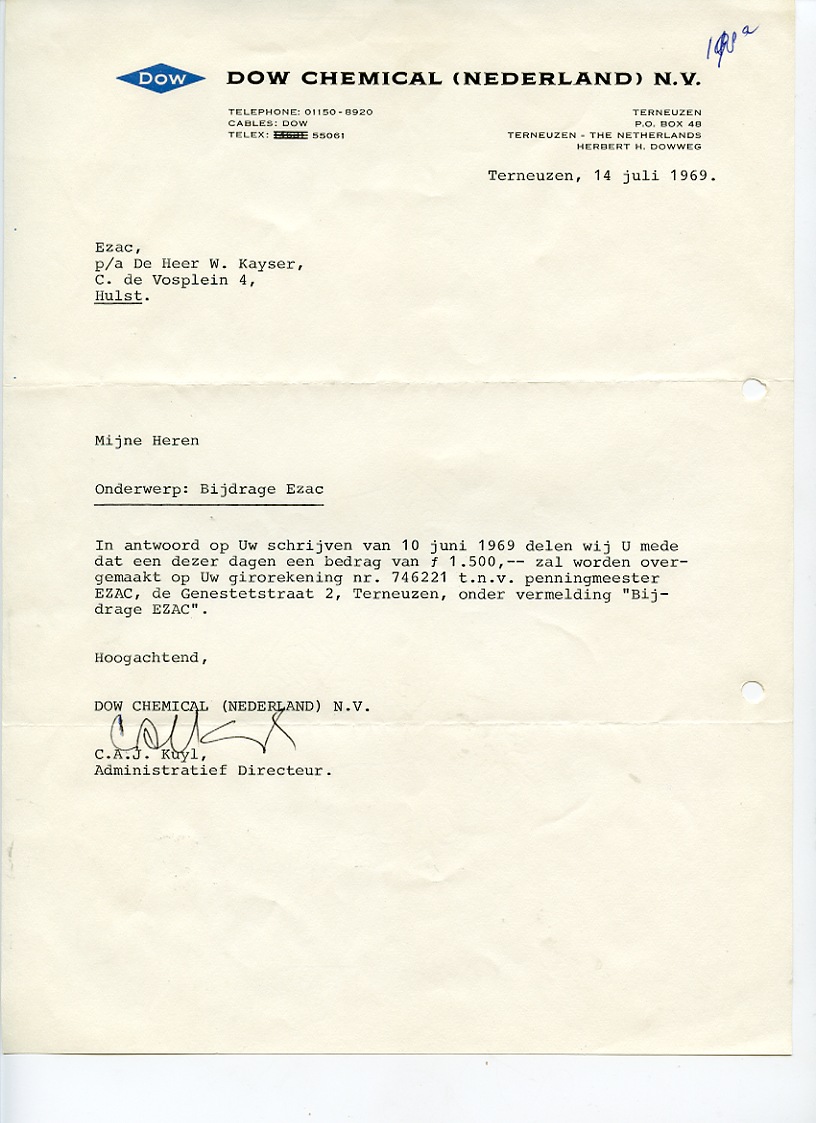 DOW DOW CHEMICAL (NEDERLAND) N.V.
TELEPHONE: 01150-8920
CABLES: DOW
TELEX: 55061
TERNEUZEN
P.O. BOX 48
TERNEUZEN - THE NETHERLANDS
HERBERT H. DOWWEG
Terneuzen, 14 juli 1969.
Ezac,
p/a De Heer W. Kayser,
C. de Vosplein 4,
Hulst.
Mijne Heren
Onderwerp: Bijdrage Ezac
In antwoord op Uw schrijven van 10 juni 1969 delen wij U mede
dat een dezer dagen een bedrag van ƒ 1.500,-- zal worden over-
gemaakt op Uw girorekening nr. 746221 t.n.v. penningmeester
EZAC, de Genestetstraat 2, Terneuzen, onder vermelding "Bij-
drage EZAC".
Hoogachtend,
DOW CHEMICAL (NEDERLAND) N.V.
C.A.J. Kuyl,
Administratief Directeur.